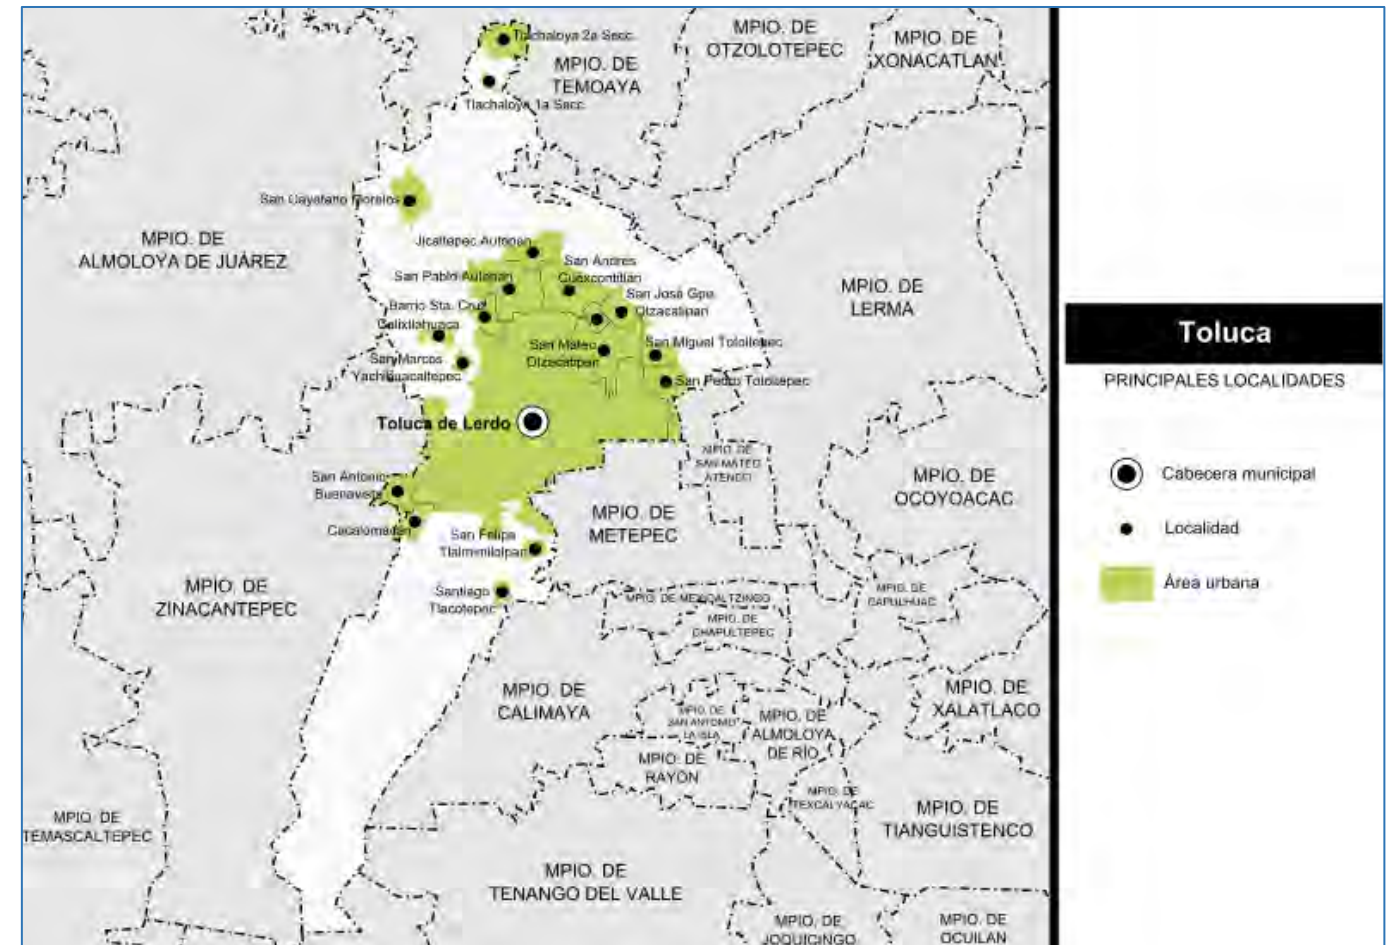 Tlachaloya 2a Secc.
MPIO. DE
OTZOLOTEPEC
MPIO. DE
XONACATLAN
MPIO. DE
TEMOAYA
Tlachaloya 1a Secc.
San Cayetano Morelos
MPIO. DE
ALMOLOYA DE JUÁREZ
Jicaltepec Autopan
San Andres
Cuexcontitlán
San Pablo Autopan
San José Gpe.
Otzacatipan
Barrio Sta. Cruz
Calixtlahuaca
San Marcos
Yachihuacaltepec
San Mateo
Otzacatipan
San Miguel Totoltepec
San Pedro Totoltepec
MPIO. DE
LERMA
Toluca de Lerdo
MPIO. DE
SAN MATEO
ATENCO
MPIO. DE
OCOYOACAC
San Antonio
Buenavista
Cacalomacan
San Felipe
Tlalmimilolpan
MPIO. DE
METEPEC
MPIO. DE
ZINACANTEPEC
Santiago
Tlacotepec
MPIO. DE MEXICALTZINGO
MPIO. DE
CHAPULTEPEC
MPIO. DE
CAPULHUAC
MPIO. DE
CALIMAYA
MPIO. DE
SAN ANTONIO
LA ISLA
MPIO. DE
ALMOLOYA
DE RÍO
MPIO. DE
XALATLACO
MPIO. DE
RAYON
MPIO. DE
TEXCALYACAC
MPIO. DE
TIANGUISTENCO
MPIO. DE
TEMASCALTEPEC
MPIO. DE
TENANGO DEL VALLE
MPIO. DE
JOQUICINGO
MPIO. DE
OCUILAN
Toluca
PRINCIPALES LOCALIDADES
Cabecera municipal
Localidad
Área urbana